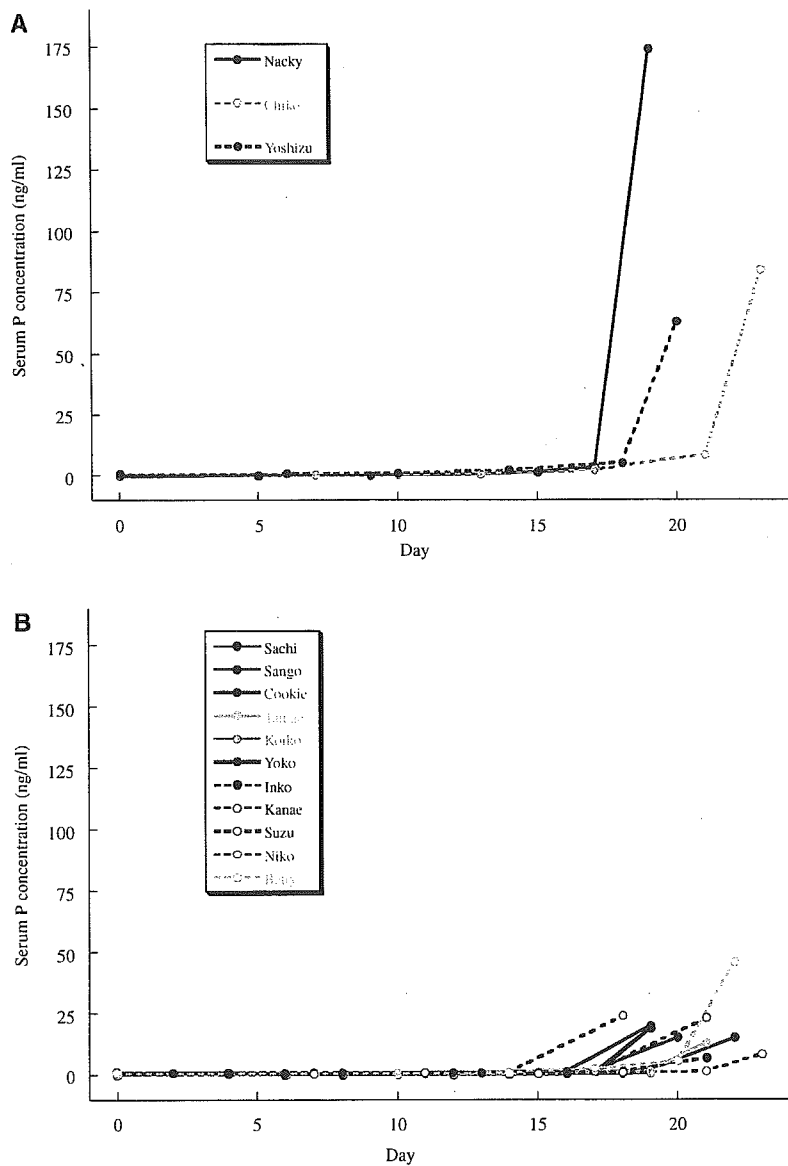 A
175
150
125
100
75
50
25
0
Serum P concentration (ng/ml)
Nacky
Yoshizu
0 5 10 15 20
Day
B
175
150
125
100
75
50
25
0
Serum P concentration (ng/ml)
Sachi
Sango
Cookie
Koiko
Yoko
Inko
Kanae
Suzu
Niko
0 5 10 15 20
Day